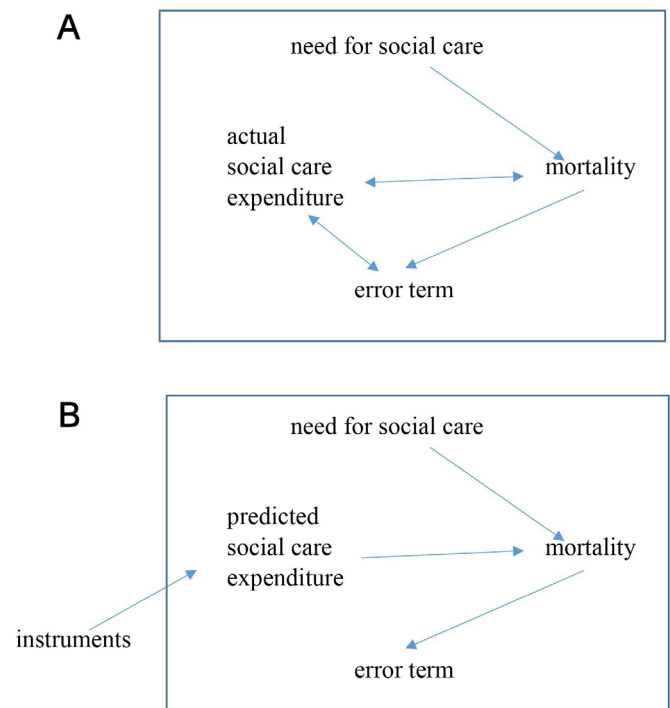 A
need for social care
actual
social care
expenditure
mortality
error term
B
need for social care
predicted
social care
expenditure
mortality
instruments
error term